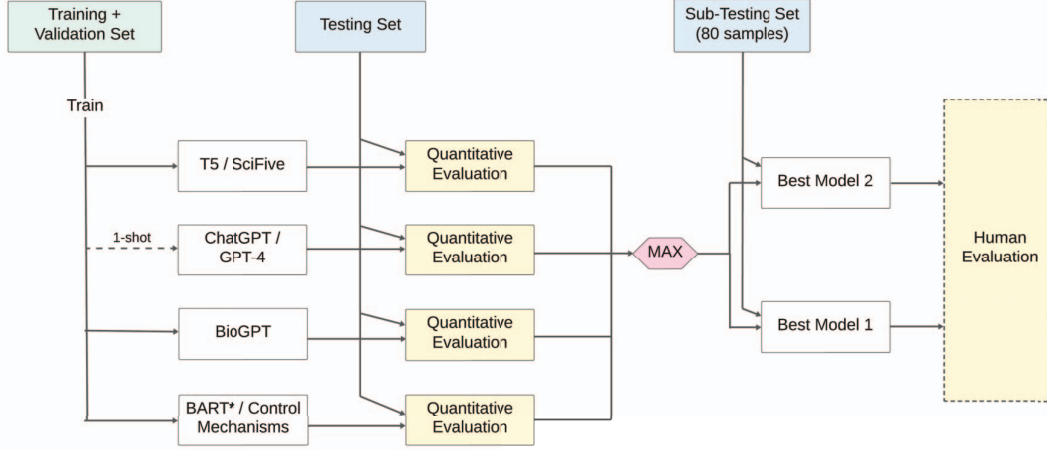 Training +
Validation Set
Testing Set
Sub-Testing Set
(80 samples)
Train
T5 / SciFive
Quantitative
Evaluation
Best Model 2
1-shot
ChatGPT /
GPT-4
Quantitative
Evaluation
MAX
Human
Evaluation
BioGPT
Quantitative
Evaluation
Best Model 1
BART* / Control
Mechanisms
Quantitative
Evaluation